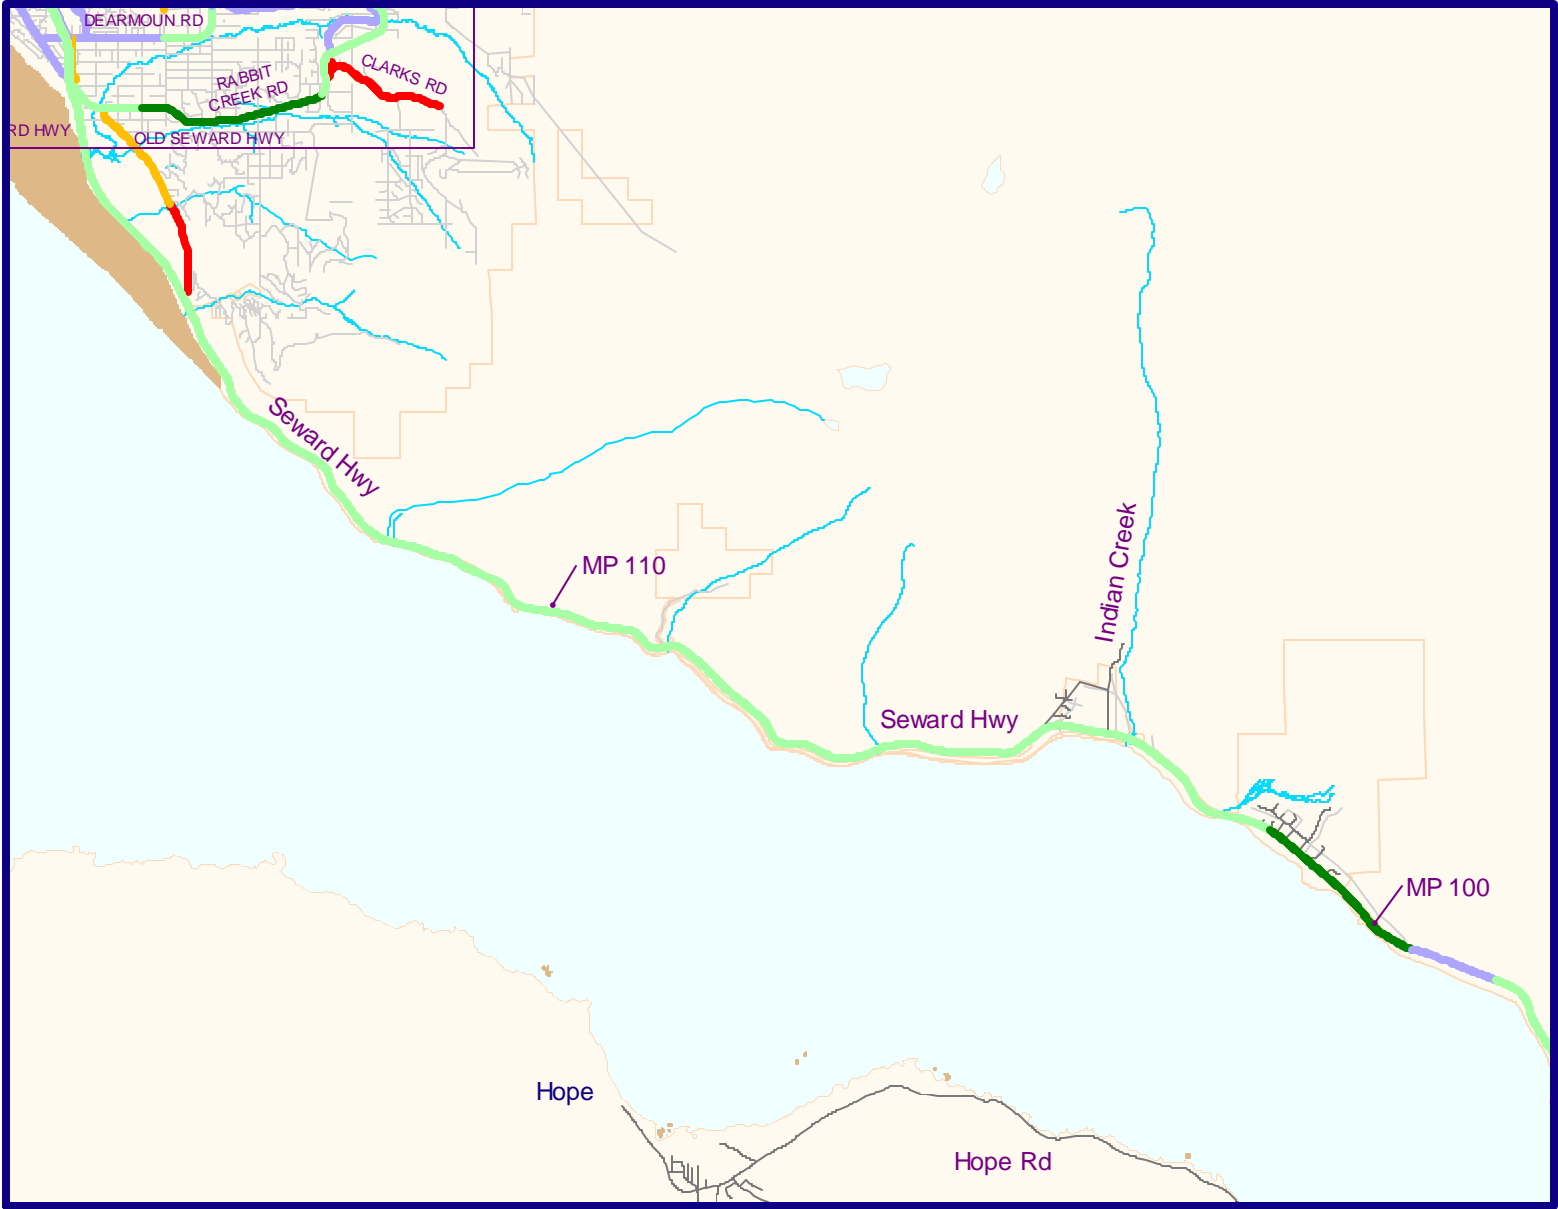 DEARMOUN RD
CLARKS RD
RABBIT
CREEK RD
RD HWY
OLD SEWARD HWY
Seward Hwy
MP 110
Indian Creek
Seward Hwy
MP 100
Hope
Hope Rd